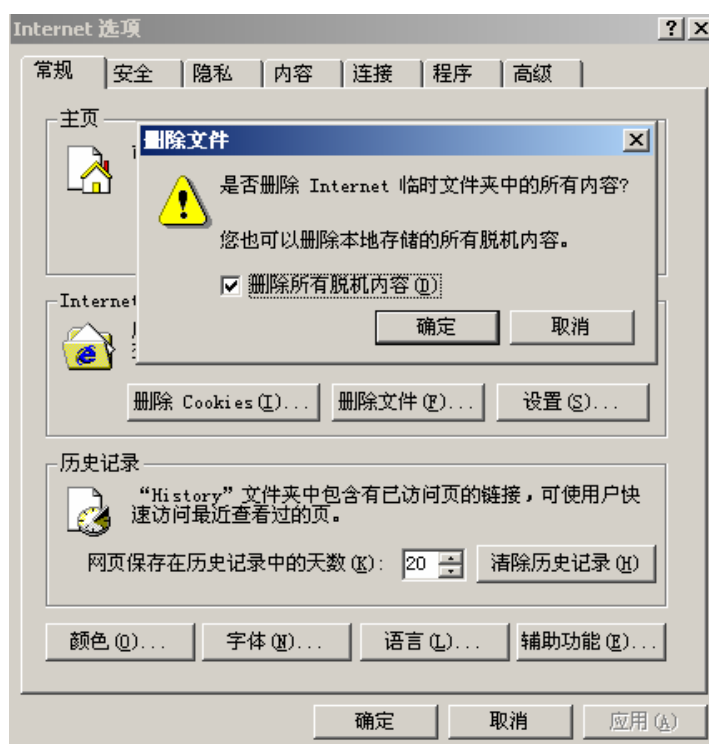 Internet 选项
常规 安全 隐私 内容 连接 程序 高级
主页
删除文件
是否删除 Internet 临时文件夹中的所有内容?
您也可以删除本地存储的所有脱机内容。
删除所有脱机内容(D)
确定 取消
Internet
删除 Cookies(I)... 删除文件(F)... 设置(S)...
历史记录
“History”文件夹中包含有已访问页的链接，可使用户快
速访问最近查看过的页。
网页保存在历史记录中的天数(K): 20 清除历史记录(H)
颜色(O)... 字体(N)... 语言(L)... 辅助功能(E)...
确定 取消 应用(A)